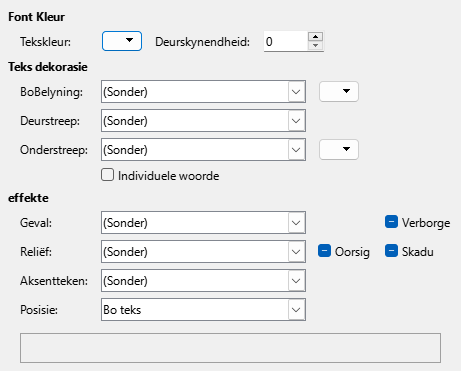 Font Kleur
Tekskleur: Deurskynendheid: 0
Teks dekorasie
BoBelyning: (Sonder)
Deurstreep: (Sonder)
Onderstreep: (Sonder)
Individuele woorde
effekte
Geval: (Sonder) Verborge
Reliëf: (Sonder) Oorsig Skadu
Aksentteken: (Sonder)
Posisie: Bo teks